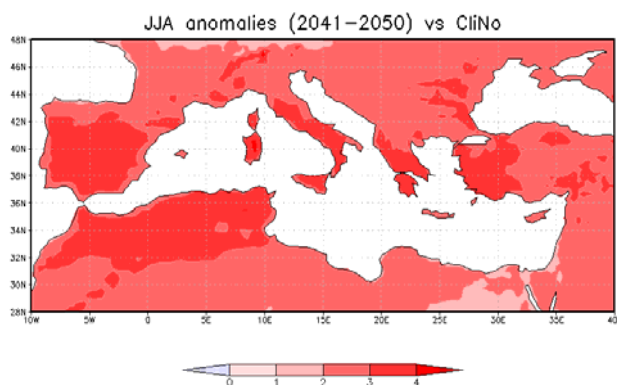 JJA anomalies (2041−2050) vs CliNo
48N
46N
44N
42N
40N
38N
36N
34N
32N
30N
28N
10W 5W 0 5E 10E 15E 20E 25E 30E 35E 40
0 1 2 3 4